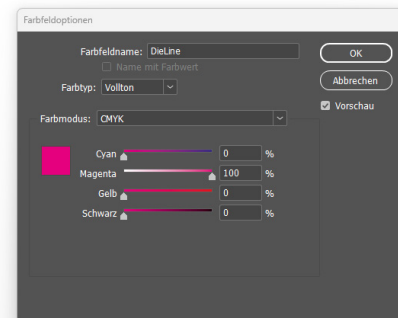 Farbfeldoptionen
Farbfeldname: DieLine
OK
Name mit Farbwert
Abbrechen
Farbtyp: Vollton
Vorschau
Farbmodus: CMYK
Cyan 0 %
Magenta 100 %
Gelb 0 %
Schwarz 0 %